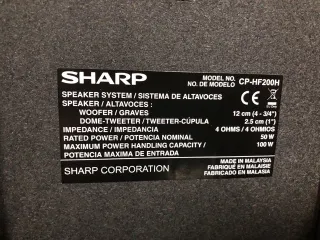 SHARP
MODEL NO. CP-HF200H
NO. DE MODELO
SPEAKER SYSTEM / SISTEMA DE ALTAVOCES
SPEAKER / ALTAVOCES :
WOOFER / GRAVES 12 cm (4 - 3/4")
DOME-TWEETER / TWEETER-CÚPULA 2.5 cm (1")
IMPEDANCE / IMPEDANCIA 4 OHMS / 4 OHMIOS
RATED POWER / POTENCIA NOMINAL 50 W
MAXIMUM POWER HANDLING CAPABILITY / 100 W
POTENCIA MAXIMA DE ENTRADA
CE
SHARP CORPORATION
MADE IN MALAYSIA
FABRIQUE EN MALAISIE
FABRICADO EN MALASIA